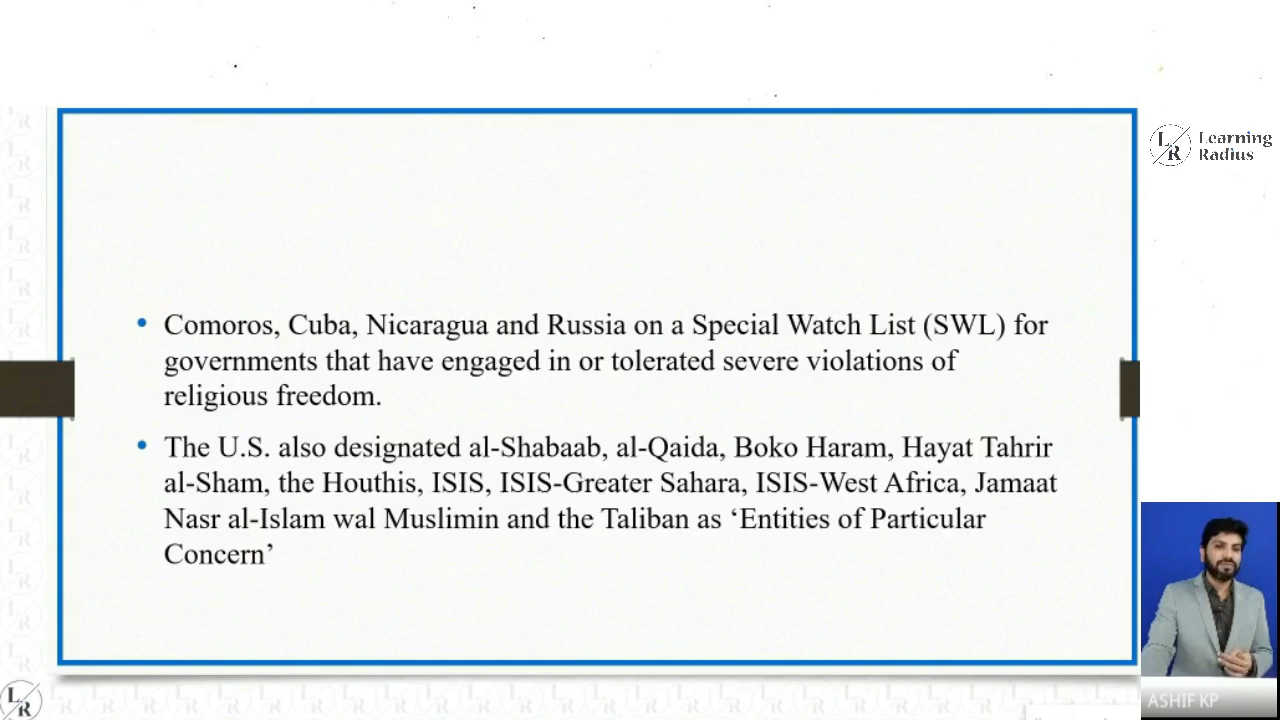 Learning
Radius
Comoros, Cuba, Nicaragua and Russia on a Special Watch List (SWL) for
governments that have engaged in or tolerated severe violations of
religious freedom.
The U.S. also designated al-Shabaab, al-Qaida, Boko Haram, Hayat Tahrir
al-Sham, the Houthis, ISIS, ISIS-Greater Sahara, ISIS-West Africa, Jamaat
Nasr al-Islam wal Muslimin and the Taliban as ‘Entities of Particular
Concern’
L
R
ASHIF KP